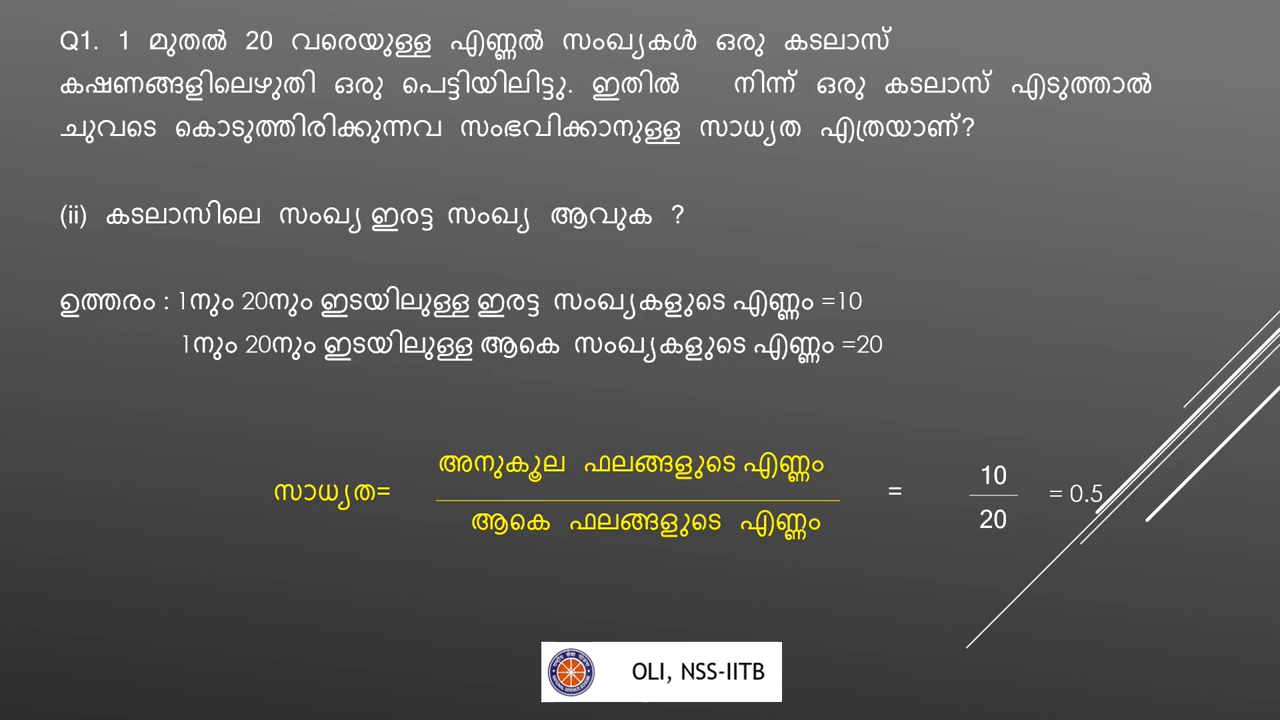 Q1. 1 മുതൽ 20 വരെയുള്ള എണ്ണൽ സംഖ്യകൾ ഒരു കടലാസ്
കഷണങ്ങളിലെഴുതി ഒരു പെട്ടിയിലിട്ടു. ഇതിൽ നിന്ന് ഒരു കടലാസ് എടുത്താൽ
ചുവടെ കൊടുത്തിരിക്കുന്നവ സംഭവിക്കാനുള്ള സാധ്യത എത്രയാണ്?
(ii) കടലാസിലെ സംഖ്യ ഇരട്ട സംഖ്യ ആവുക ?
ഉത്തരം : 1നും 20നും ഇടയിലുള്ള ഇരട്ട സംഖ്യകളുടെ എണ്ണം =10
1നും 20നും ഇടയിലുള്ള ആകെ സംഖ്യകളുടെ എണ്ണം =20
അനുകൂല ഫലങ്ങളുടെ എണ്ണം 10
സാധ്യത= = = 0.5
ആകെ ഫലങ്ങളുടെ എണ്ണം 20
OLI, NSS-IITB